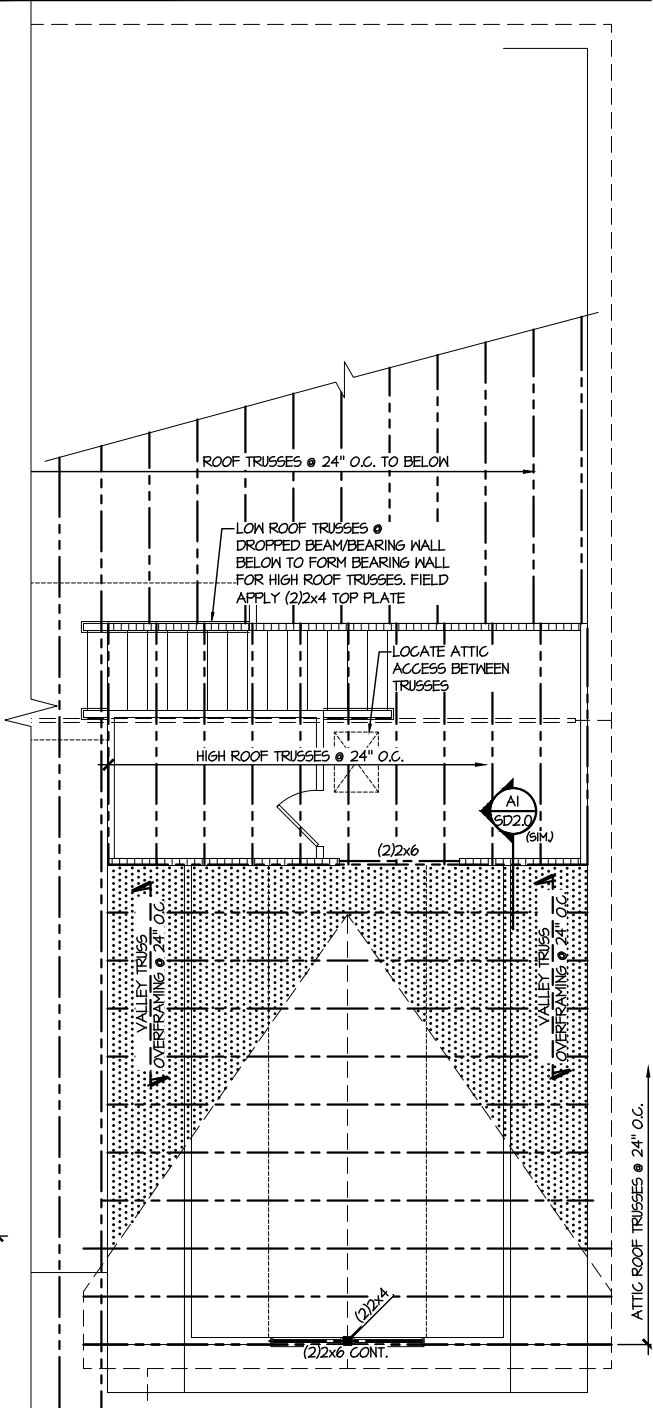 ROOF TRUSSES @ 24" O.C. TO BELOW
LOW ROOF TRUSSES @
DROPPED BEAM/BEARING WALL
BELOW TO FORM BEARING WALL
FOR HIGH ROOF TRUSSES. FIELD
APPLY (2)2x4 TOP PLATE
LOCATE ATTIC
ACCESS BETWEEN
TRUSSES
HIGH ROOF TRUSSES @ 24" O.C.
A1
SD2.0
(SIM.)
(2)2x6
VALLEY TRUSS
OVERFRAMING @ 24" O.C.
VALLEY TRUSS
OVERFRAMING @ 24" O.C.
ATTIC ROOF TRUSSES @ 24" O.C.
(2)2x4
(2)2x6 CONT.